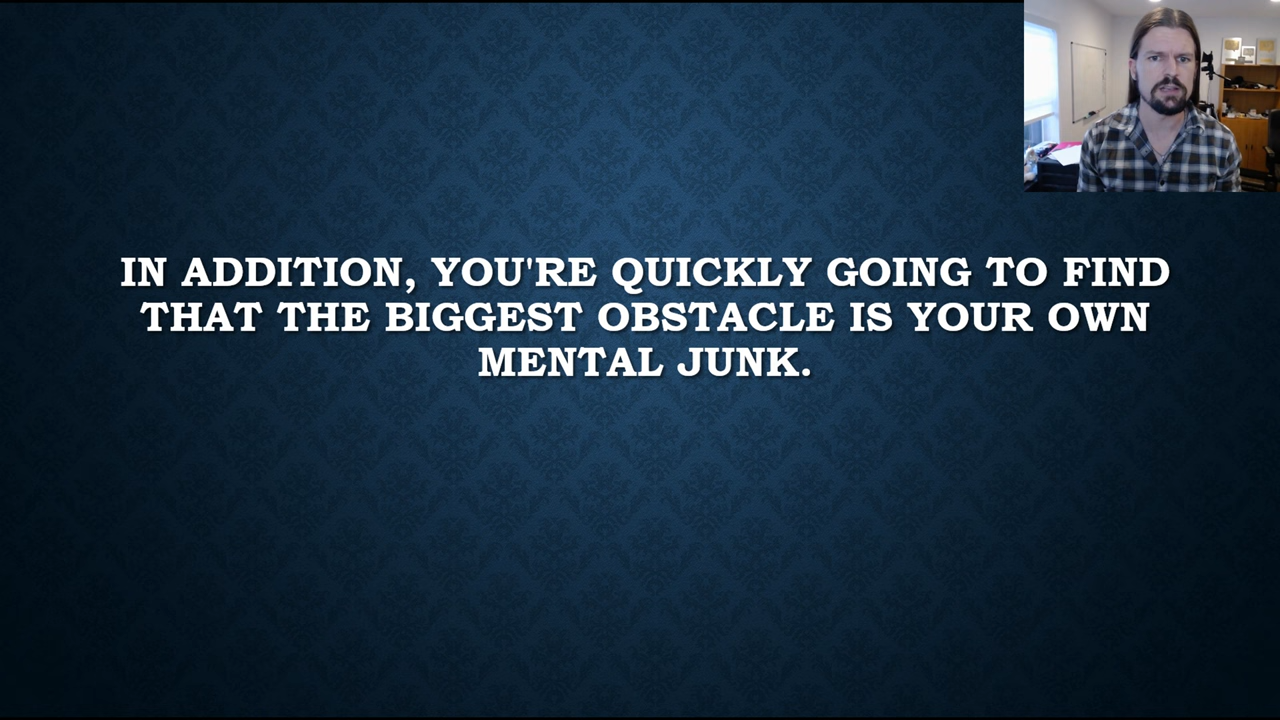 IN ADDITION, YOU'RE QUICKLY GOING TO FIND
THAT THE BIGGEST OBSTACLE IS YOUR OWN
MENTAL JUNK.